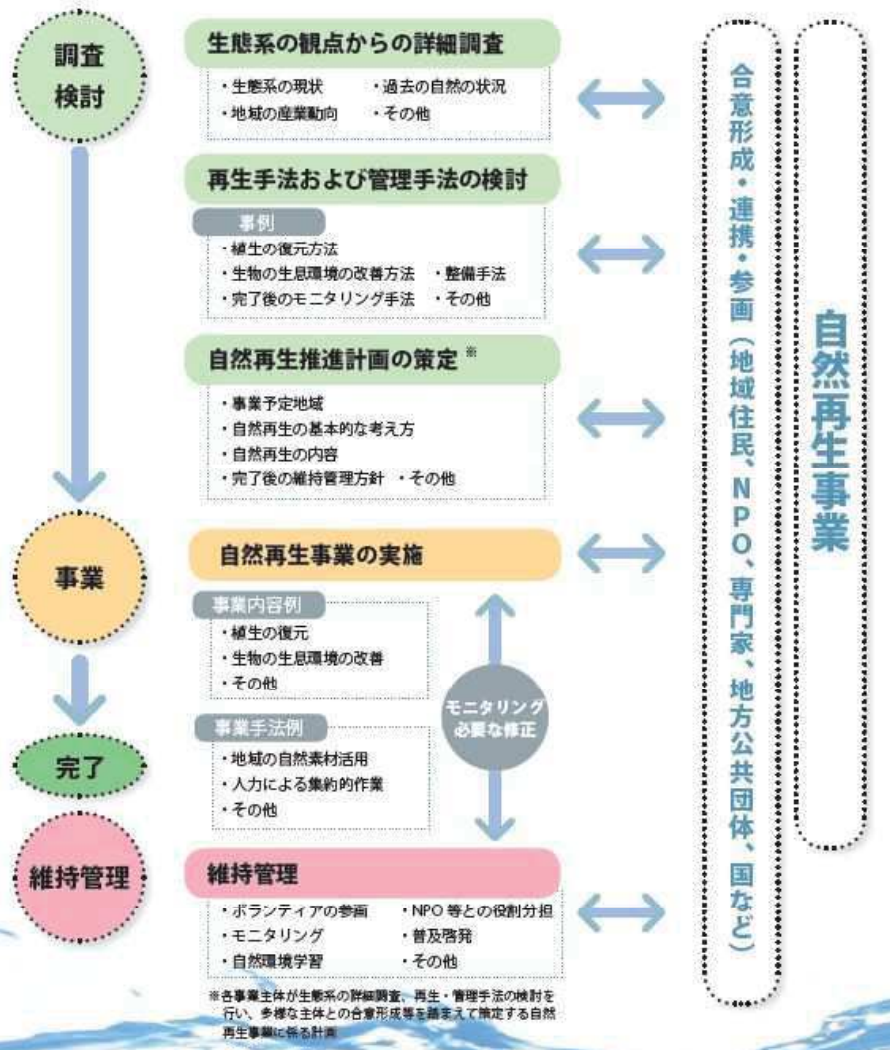 調査
検討
生態系の観点からの詳細調査
・生態系の現状 ・過去の自然の状況
・地域の産業動向 ・その他
再生手法および管理手法の検討
事例
・植生の復元方法
・生物の生息環境の改善方法 ・整備手法
・完了後のモニタリング手法 ・その他
自然再生推進計画の策定 ※
・事業予定地域
・自然再生の基本的な考え方
・自然再生の内容
・完了後の維持管理方針 ・その他
事業
自然再生事業の実施
事業内容例
・植生の復元
・生物の生息環境の改善
・その他
モニタリング
必要な修正
事業手法例
・地域の自然素材活用
・人力による集約的作業
・その他
完了
維持管理
維持管理
・ボランティアの参画 ・NPO 等との役割分担
・モニタリング ・普及啓発
・自然環境学習 ・その他
※各事業主体が生態系の詳細調査、再生・管理手法の検討を
行い、多様な主体との合意形成等を踏まえて策定する自然
再生事業に係る計画
合意形成・連携・参画（地域住民、NPO、専門家、地方公共団体、国など）
自然再生事業